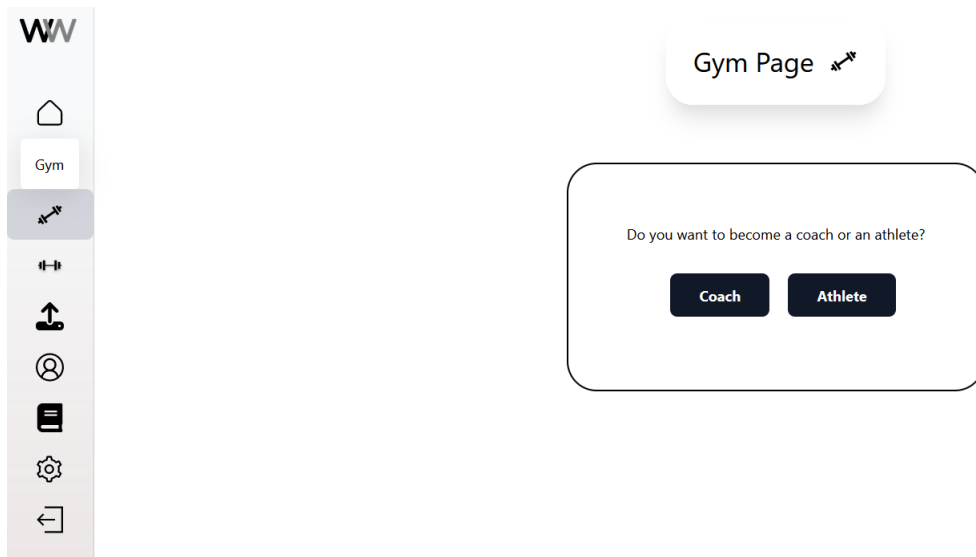 WW
Gym Page
Gym
Do you want to become a coach or an athlete?
Coach
Athlete